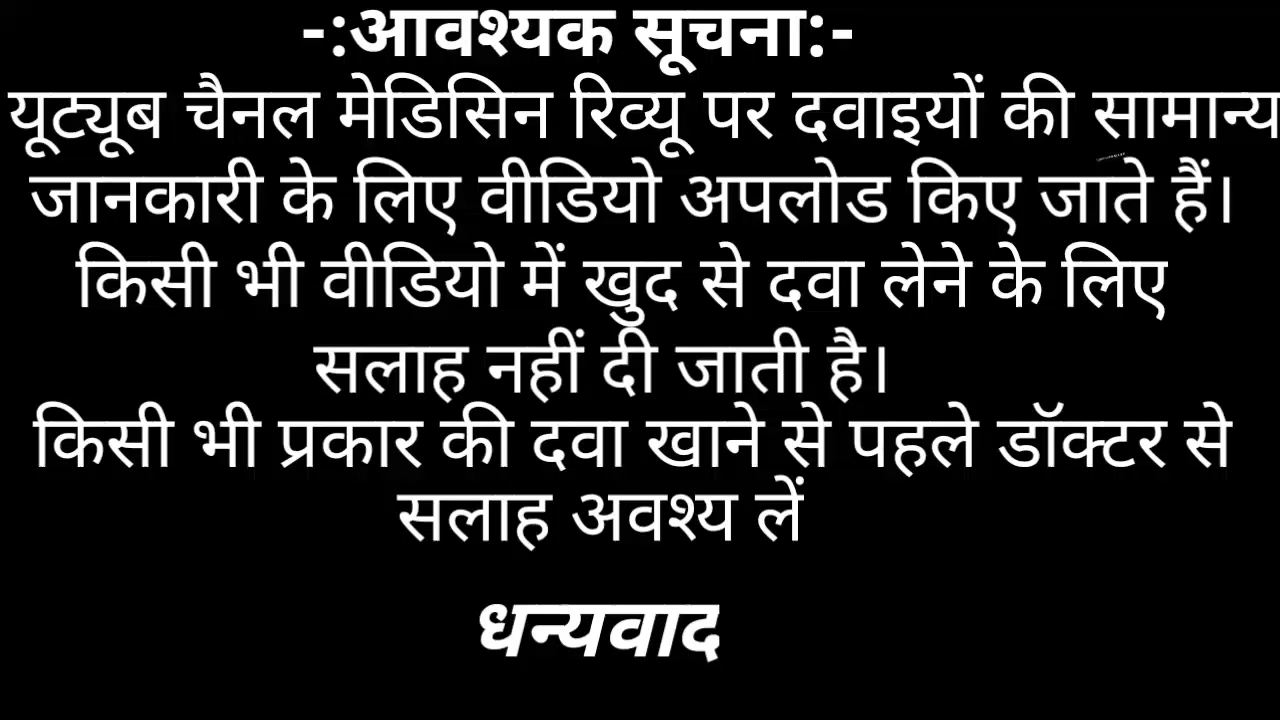 -:आवश्यक सूचना:-
यूट्यूब चैनल मेडिसिन रिव्यू पर दवाइयों की सामान्य
जानकारी के लिए वीडियो अपलोड किए जाते हैं।
किसी भी वीडियो में खुद से दवा लेने के लिए
सलाह नहीं दी जाती है।
किसी भी प्रकार की दवा खाने से पहले डॉक्टर से
सलाह अवश्य लें
धन्यवाद